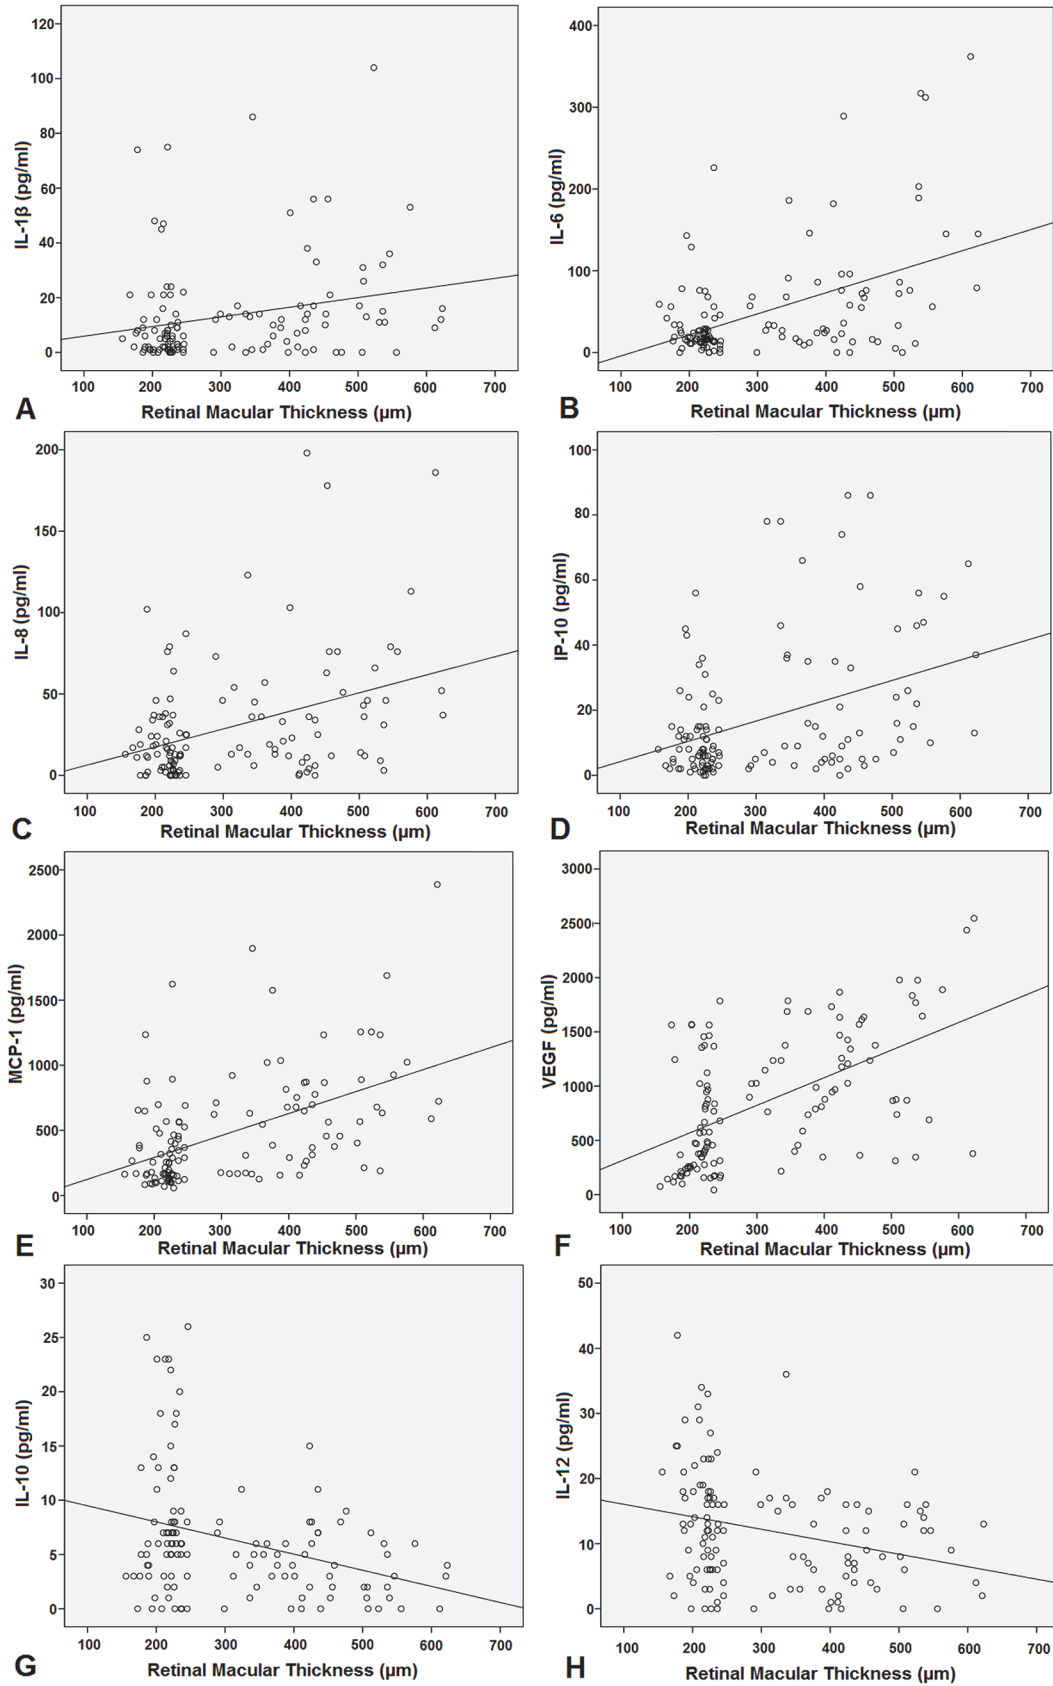 120
100
80
60
40
20
0
IL-1β (pg/ml)
100 200 300 400 500 600 700
A Retinal Macular Thickness (µm)
400
300
200
100
0
IL-6 (pg/ml)
100 200 300 400 500 600 700
B Retinal Macular Thickness (µm)
200
150
100
50
0
IL-8 (pg/ml)
100 200 300 400 500 600 700
C Retinal Macular Thickness (µm)
100
80
60
40
20
0
IP-10 (pg/ml)
100 200 300 400 500 600 700
D Retinal Macular Thickness (µm)
2500
2000
1500
1000
500
0
MCP-1 (pg/ml)
100 200 300 400 500 600 700
E Retinal Macular Thickness (µm)
3000
2500
2000
1500
1000
500
0
VEGF (pg/ml)
100 200 300 400 500 600 700
F Retinal Macular Thickness (µm)
30
25
20
15
10
5
0
IL-10 (pg/ml)
100 200 300 400 500 600 700
G Retinal Macular Thickness (µm)
50
40
30
20
10
0
IL-12 (pg/ml)
100 200 300 400 500 600 700
H Retinal Macular Thickness (µm)